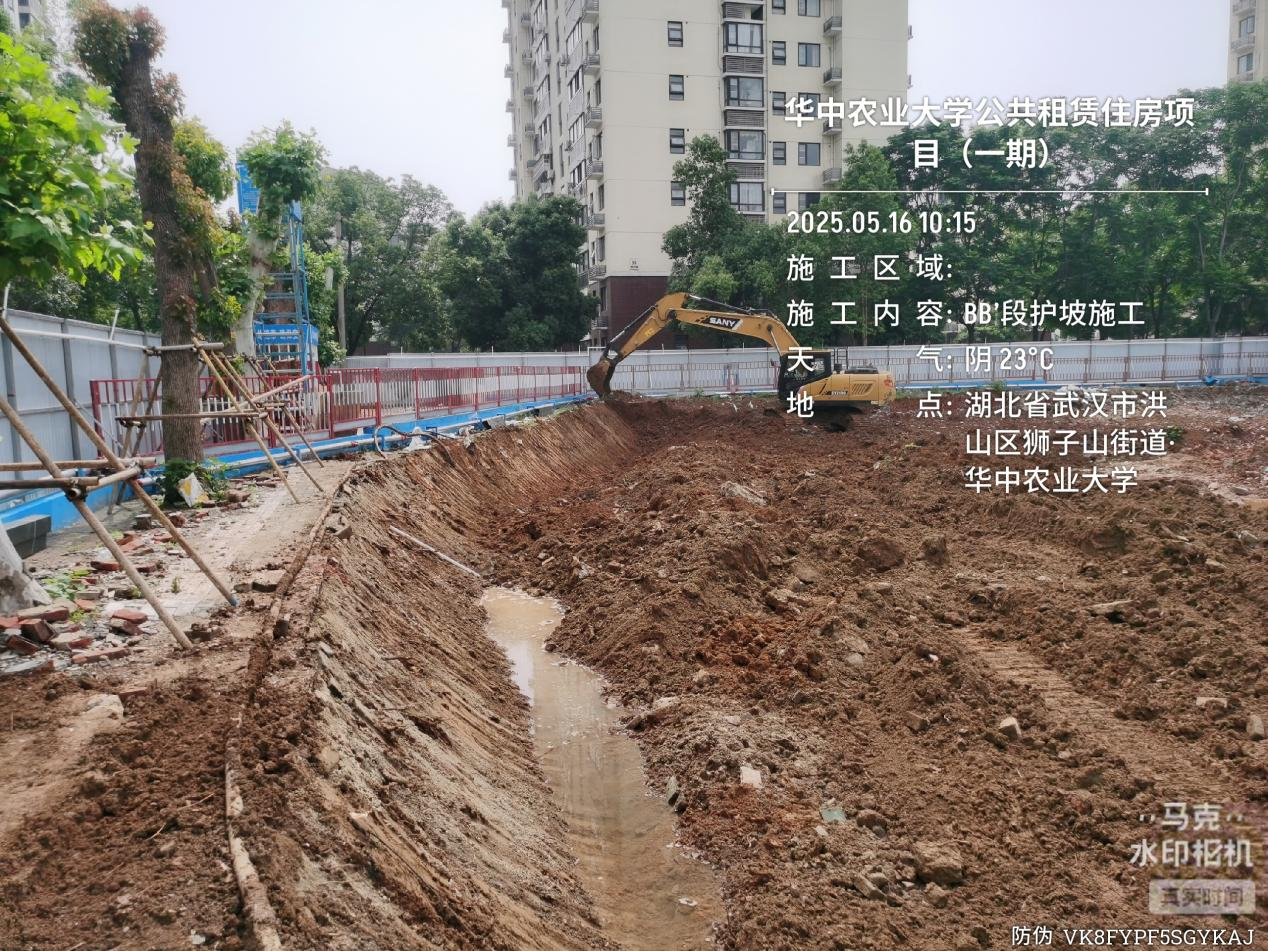 华中农业大学公共租赁住房项
目（一期）
2025.05.16 10:15
施工区域:
施工内容: BB'段护坡施工
天气: 阴 23°C
地点: 湖北省武汉市洪
山区狮子山街道·
华中农业大学
SANY
马克
水印相机
真实时间
防伪 VK8FYPF5SGYKAJ